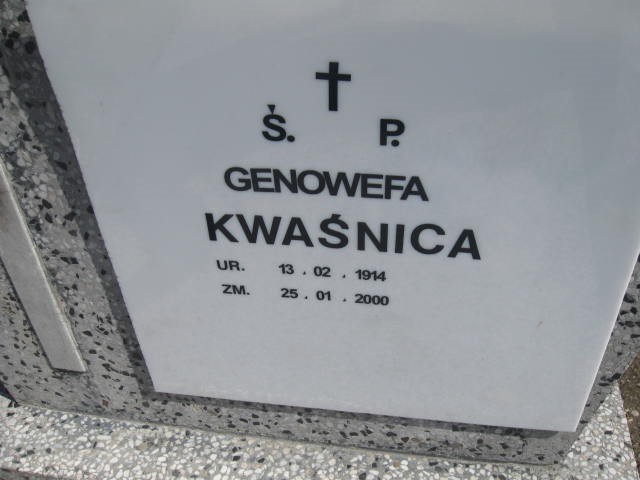 Ś. P.
GENOWEFA
KWAŚNICA
UR. 13.02.1914
ZM. 25.01.2000